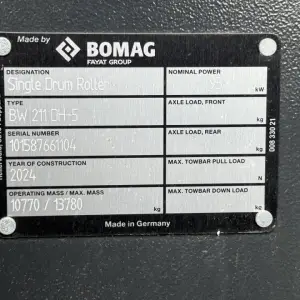 Made by BOMAG
FAYAT GROUP
DESIGNATION NOMINAL POWER
Single Drum Roller kW
TYPE AXLE LOAD, FRONT
BW 211 DH-5 kg
SERIAL NUMBER AXLE LOAD, REAR
101587661104 kg
YEAR OF CONSTRUCTION MAX. TOWBAR PULL LOAD
2024 N
OPERATING MASS / MAX. MASS MAX. TOWBAR DOWN LOAD
10770 / 13780 kg
Made in Germany
008 330 21